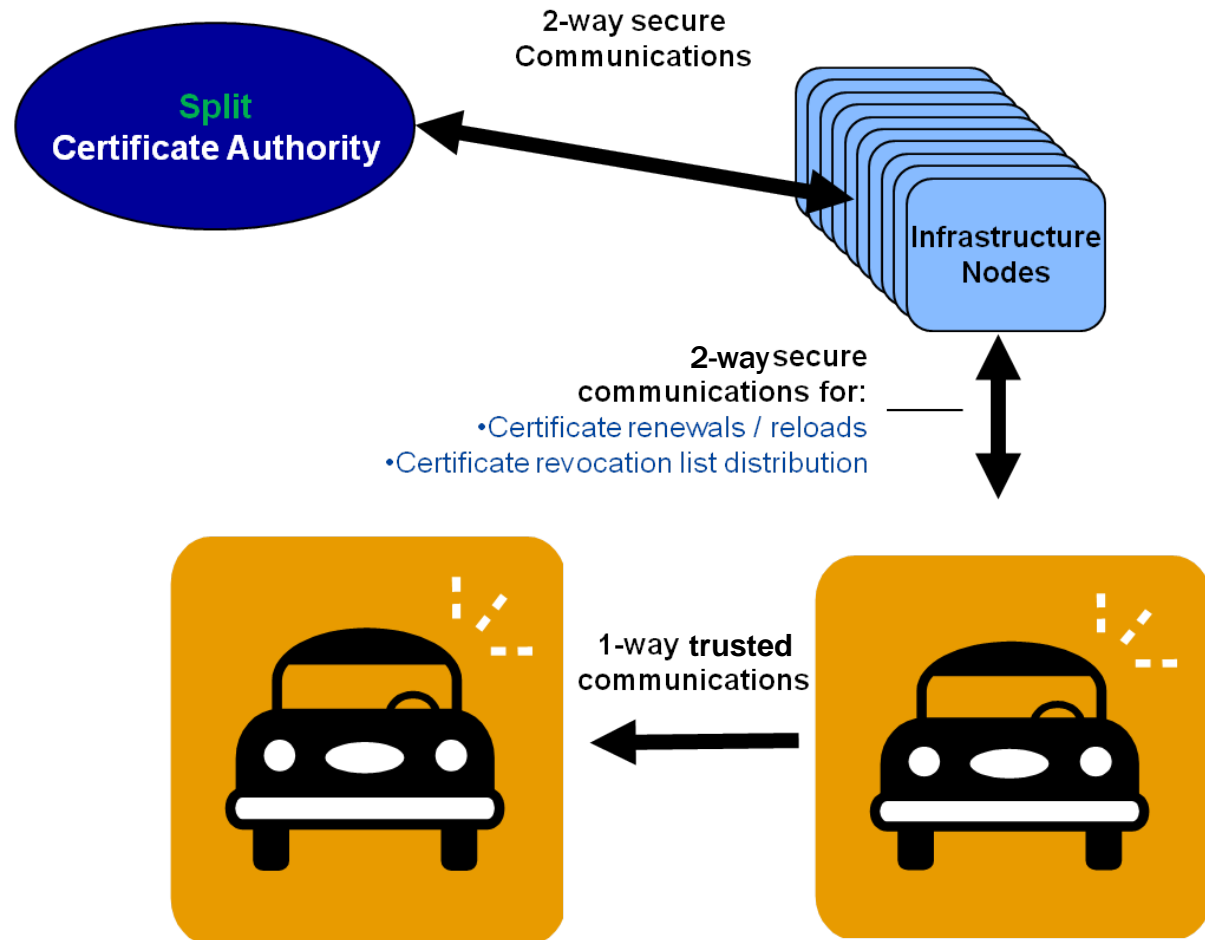 2-way secure
Communications
Split
Certificate Authority
Infrastructure
Nodes
2-way secure
communications for:
•Certificate renewals / reloads
•Certificate revocation list distribution
1-way trusted
communications